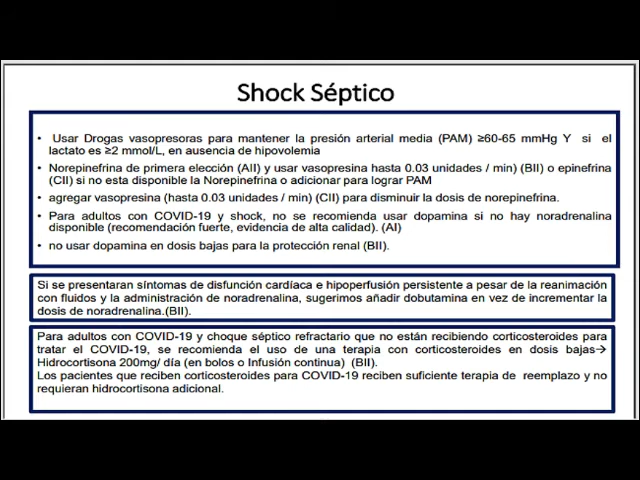 Shock Séptico
• Usar Drogas vasopresoras para mantener la presión arterial media (PAM) ≥60-65 mmHg Y si el
lactato es ≥2 mmol/L, en ausencia de hipovolemia
• Norepinefrina de primera elección (AII) y usar vasopresina hasta 0.03 unidades / min) (BII) o epinefrina
(CII) si no esta disponible la Norepinefrina o adicionar para lograr PAM
• agregar vasopresina (hasta 0.03 unidades / min) (CII) para disminuir la dosis de norepinefrina.
• Para adultos con COVID-19 y shock, no se recomienda usar dopamina si no hay noradrenalina
disponible (recomendación fuerte, evidencia de alta calidad). (AI)
• no usar dopamina en dosis bajas para la protección renal (BII).
Si se presentaran síntomas de disfunción cardíaca e hipoperfusión persistente a pesar de la reanimación
con fluidos y la administración de noradrenalina, sugerimos añadir dobutamina en vez de incrementar la
dosis de noradrenalina.(BII).
Para adultos con COVID-19 y choque séptico refractario que no están recibiendo corticosteroides para
tratar el COVID-19, se recomienda el uso de una terapia con corticosteroides en dosis bajas→
Hidrocortisona 200mg/ día (en bolos o Infusión continua) (BII).
Los pacientes que reciben corticosteroides para COVID-19 reciben suficiente terapia de reemplazo y no
requieran hidrocortisona adicional.